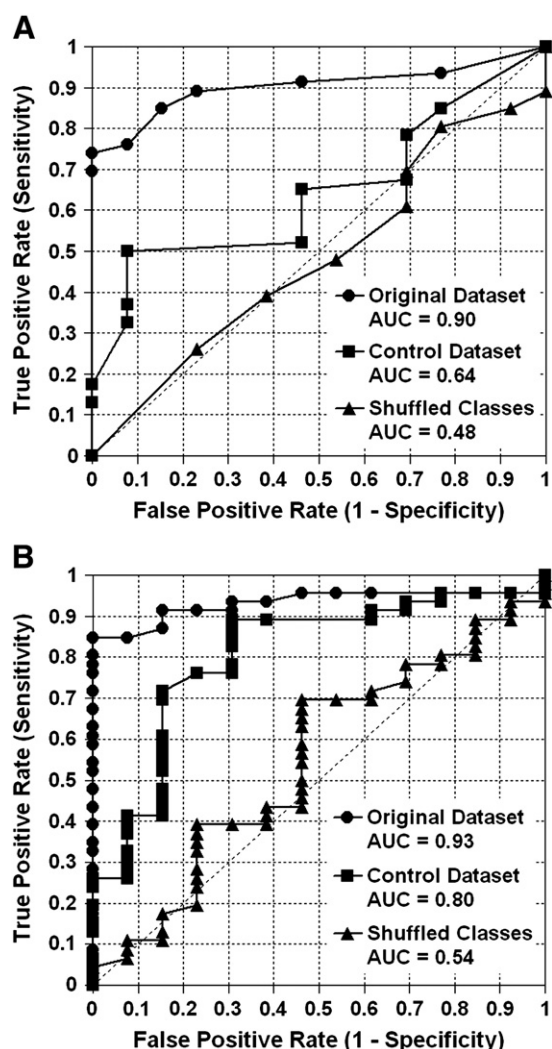 A
True Positive Rate (Sensitivity)
1
0.9
0.8
0.7
0.6
0.5
0.4
0.3
0.2
0.1
0
Original Dataset
AUC = 0.90
Control Dataset
AUC = 0.64
Shuffled Classes
AUC = 0.48
0 0.1 0.2 0.3 0.4 0.5 0.6 0.7 0.8 0.9 1
False Positive Rate (1 - Specificity)
B
True Positive Rate (Sensitivity)
1
0.9
0.8
0.7
0.6
0.5
0.4
0.3
0.2
0.1
0
Original Dataset
AUC = 0.93
Control Dataset
AUC = 0.80
Shuffled Classes
AUC = 0.54
0 0.1 0.2 0.3 0.4 0.5 0.6 0.7 0.8 0.9 1
False Positive Rate (1 - Specificity)